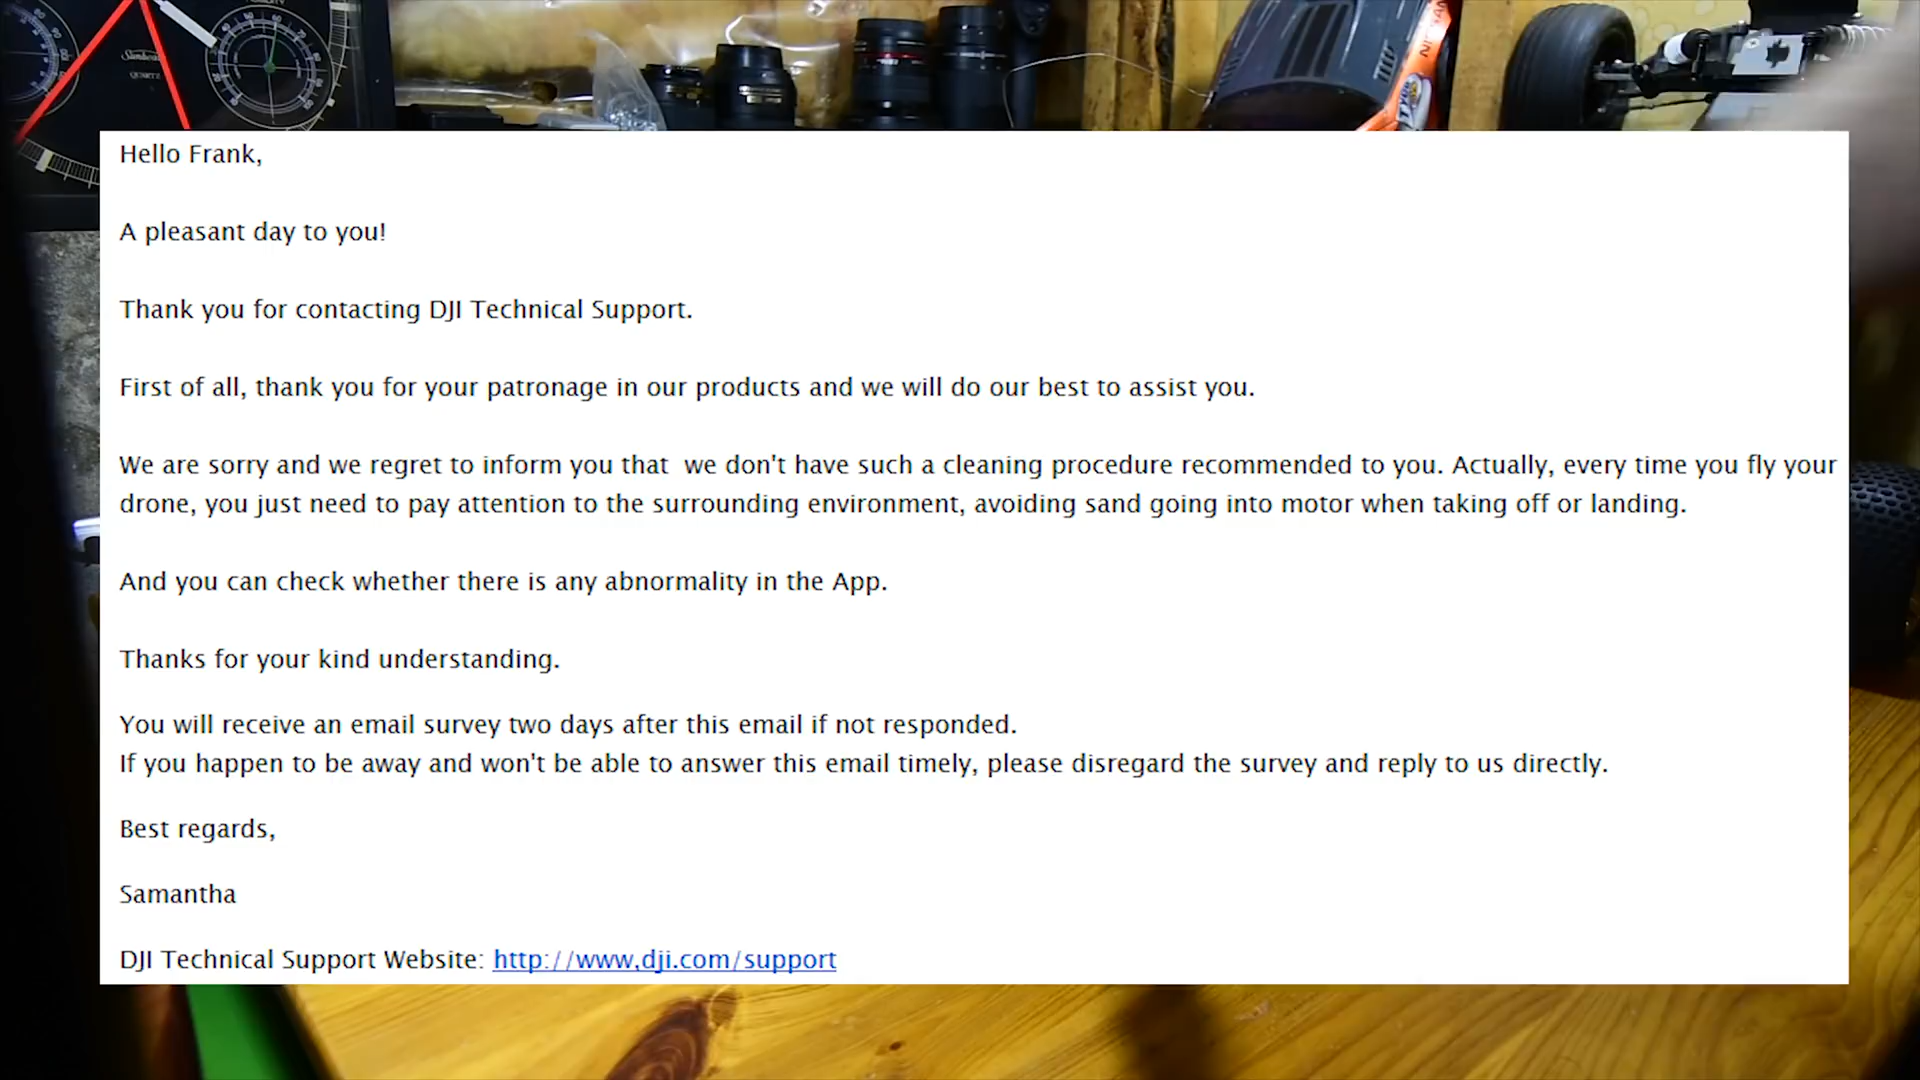 Sunbeam
QUARTZ
60
Hello Frank,
A pleasant day to you!
Thank you for contacting DJI Technical Support.
First of all, thank you for your patronage in our products and we will do our best to assist you.
We are sorry and we regret to inform you that  we don't have such a cleaning procedure recommended to you. Actually, every time you fly your
drone, you just need to pay attention to the surrounding environment, avoiding sand going into motor when taking off or landing.
And you can check whether there is any abnormality in the App.
Thanks for your kind understanding.
You will receive an email survey two days after this email if not responded.
If you happen to be away and won't be able to answer this email timely, please disregard the survey and reply to us directly.
Best regards,
Samantha
DJI Technical Support Website: http://www.dji.com/support